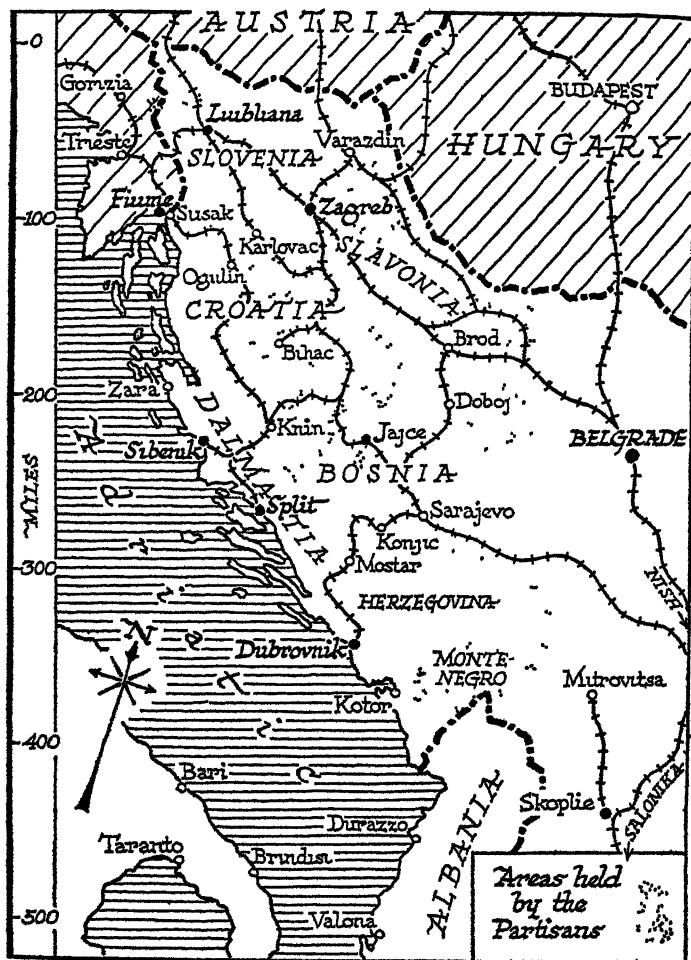 AUSTRIA
0
Gorizia
BUDAPEST
Ljubljana
Trieste
Varazdin
HUNGARY
SLOVENIA
Fiume
Susak
Zagreb
100
Karlovac
SLAVONIA
Ogulin
CROATIA
Bihac
Brod
Zara
200
DALMATIA
Doboj
Knin
Jajce
BELGRADE
Sibenik
BOSNIA
MILES
Split
Sarajevo
Konjic
300
Mostar
NISH
HERZEGOVINA
Adriatic
N
Dubrovnik
MONTE-
NEGRO
Mitrovitsa
Kotor
400
Bari
Skoplie
SALONIKA
Durazzo
ALBANIA
Taranto
Brindisi
Areas held
by the
Partisans
500
Valona